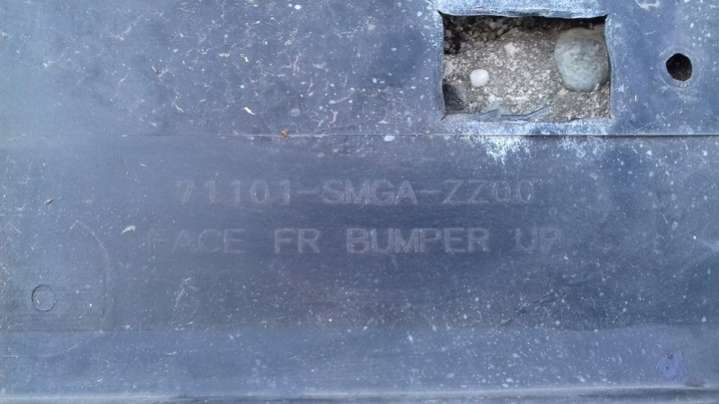 71101-SMGA-ZZ00
FACE FR BUMPER UP